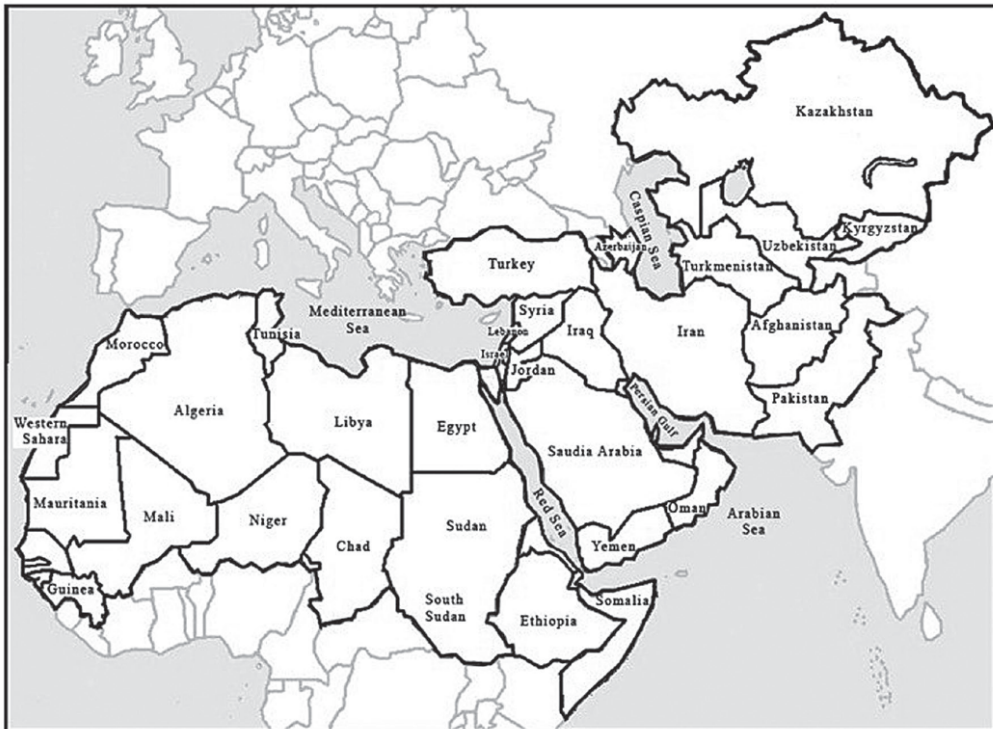 Kazakhstan
Caspian Sea
Kyrgyzstan
Azerbaijan
Uzbekistan
Turkmenistan
Turkey
Mediterranean
Sea
Syria
Lebanon
Iraq
Iran
Afghanistan
Israel
Jordan
Tunisia
Morocco
Pakistan
Persian Gulf
Western
Sahara
Algeria
Libya
Egypt
Saudi Arabia
Red Sea
Oman
Arabian
Sea
Mauritania
Mali
Niger
Chad
Sudan
Yemen
Guinea
South
Sudan
Ethiopia
Somalia